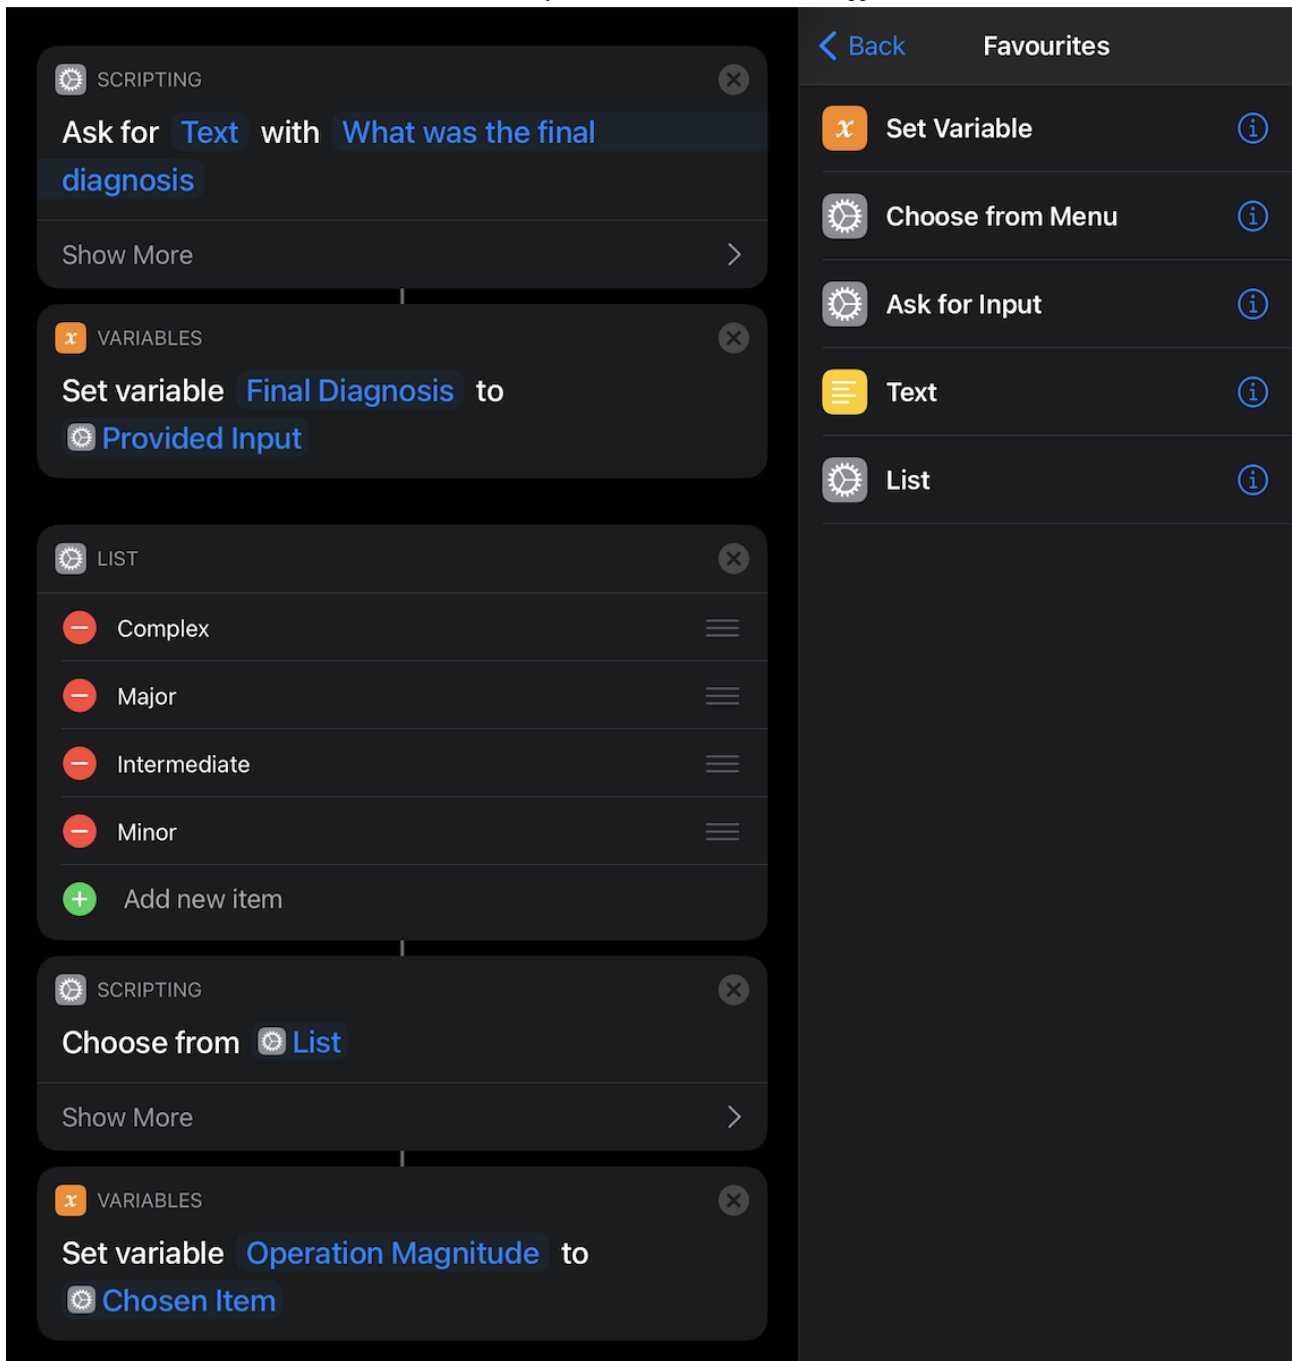 SCRIPTING
Ask for Text with What was the final
diagnosis
Show More
VARIABLES
Set variable Final Diagnosis to
Provided Input
LIST
Complex
Major
Intermediate
Minor
Add new item
SCRIPTING
Choose from List
Show More
VARIABLES
Set variable Operation Magnitude to
Chosen Item
Back
Favourites
Set Variable
Choose from Menu
Ask for Input
Text
List